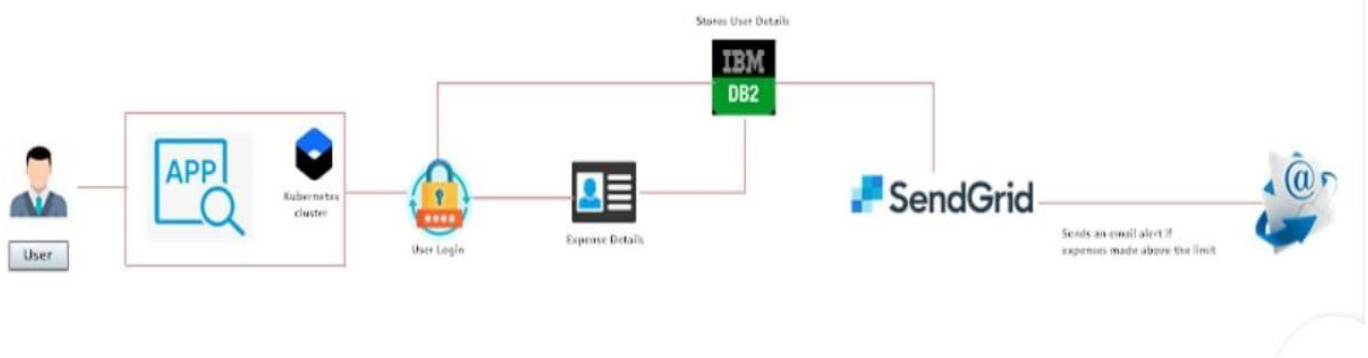 Stores User Details
IBM
DB2
APP
Kubernetes
cluster
User
User Login
Expense Details
SendGrid
Sends an email alert if
expenses made above the limit
@